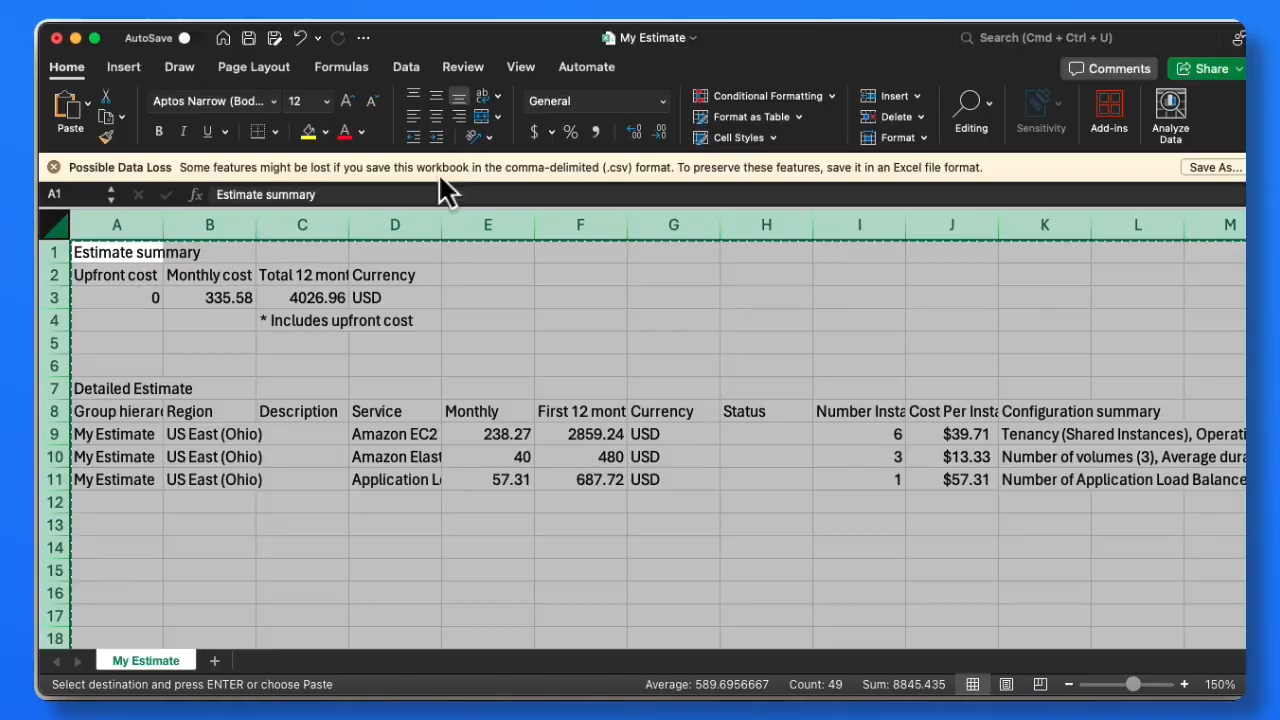 AutoSave
My Estimate
Search (Cmd + Ctrl + U)
Home Insert Draw Page Layout Formulas Data Review View Automate
Comments Share
Paste
Aptos Narrow (Bod... 12
B I U
General
$ % ,
Conditional Formatting
Format as Table
Cell Styles
Insert
Delete
Format
Editing
Sensitivity
Add-ins
Analyze
Data
Possible Data Loss Some features might be lost if you save this workbook in the comma-delimited (.csv) format. To preserve these features, save it in an Excel file format. Save As...
A1 fx Estimate summary
A B C D E F G H I J K L M
1 Estimate summary
2 Upfront cost Monthly cost Total 12 mont Currency
3 0 335.58 4026.96 USD
4 * Includes upfront cost
5
6
7 Detailed Estimate
8 Group hierarc Region Description Service Monthly First 12 mont Currency Status Number Insta Cost Per Insta Configuration summary
9 My Estimate US East (Ohio) Amazon EC2 238.27 2859.24 USD 6 $39.71 Tenancy (Shared Instances), Operati
10 My Estimate US East (Ohio) Amazon Elast 40 480 USD 3 $13.33 Number of volumes (3), Average dura
11 My Estimate US East (Ohio) Application Lo 57.31 687.72 USD 1 $57.31 Number of Application Load Balance
12
13
14
15
16
17
18
My Estimate
Select destination and press ENTER or choose Paste Average: 589.6956667 Count: 49 Sum: 8845.435 150%